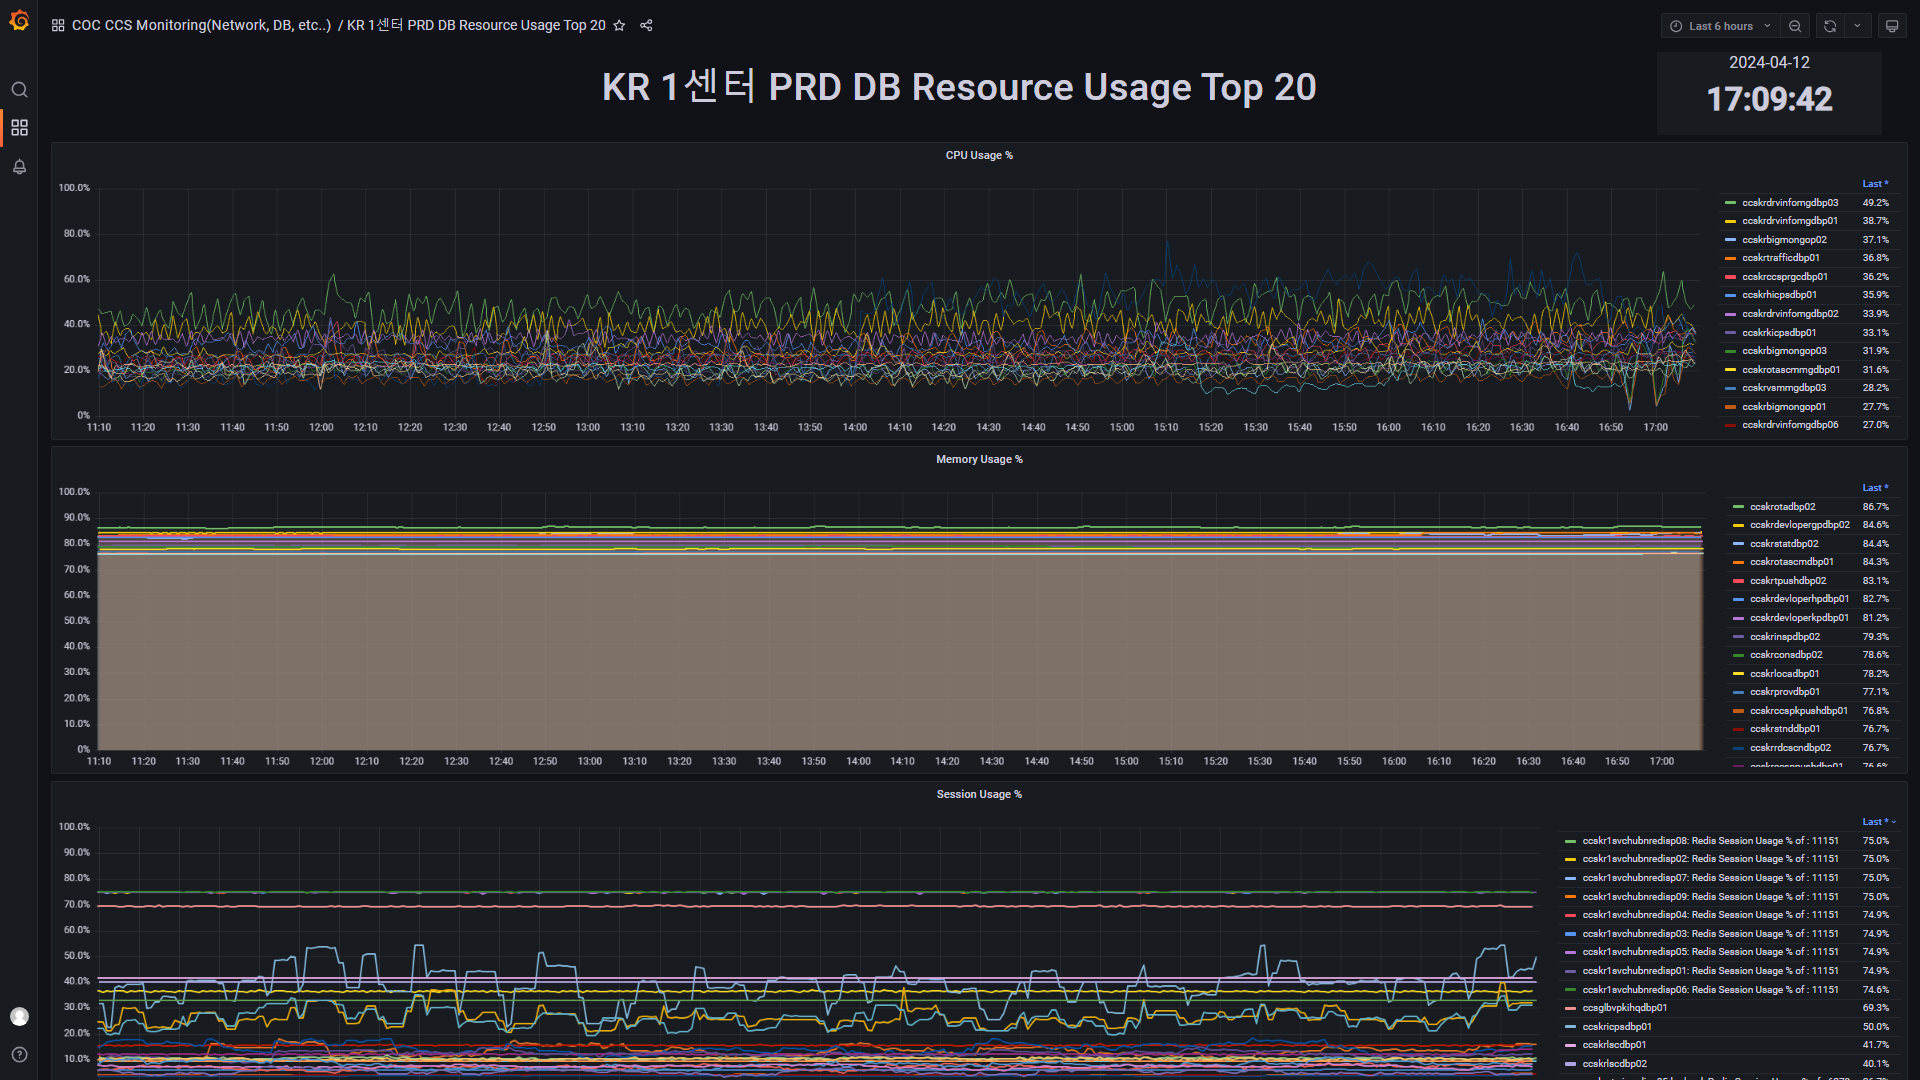 COC CCS Monitoring(Network, DB, etc..) / KR 1센터 PRD DB Resource Usage Top 20
Last 6 hours
KR 1센터 PRD DB Resource Usage Top 20
2024-04-12
17:09:42
CPU Usage %
100.0%
80.0%
60.0%
40.0%
20.0%
0%
11:10 11:20 11:30 11:40 11:50 12:00 12:10 12:20 12:30 12:40 12:50 13:00 13:10 13:20 13:30 13:40 13:50 14:00 14:10 14:20 14:30 14:40 14:50 15:00 15:10 15:20 15:30 15:40 15:50 16:00 16:10 16:20 16:30 16:40 16:50 17:00
Last *
ccskrdrvinfomgdbp03 49.2%
ccskrdrvinfomgdbp01 38.7%
ccskrbigmongop02 37.1%
ccskrtrafficdbp01 36.8%
ccskrccsprgcdbp01 36.2%
ccskrhicpsdbp01 35.9%
ccskrdrvinfomgdbp02 33.9%
ccskrkicpsdbp01 33.1%
ccskrbigmongop03 31.9%
ccskrotascmmgdbp01 31.6%
ccskrvsmmgdbp03 28.2%
ccskrbigmongop01 27.7%
ccskrdrvinfomgdbp06 27.0%
Memory Usage %
100.0%
90.0%
80.0%
70.0%
60.0%
50.0%
40.0%
30.0%
20.0%
10.0%
0%
11:10 11:20 11:30 11:40 11:50 12:00 12:10 12:20 12:30 12:40 12:50 13:00 13:10 13:20 13:30 13:40 13:50 14:00 14:10 14:20 14:30 14:40 14:50 15:00 15:10 15:20 15:30 15:40 15:50 16:00 16:10 16:20 16:30 16:40 16:50 17:00
Last *
ccskrotadbp02 86.7%
ccskrdevlopergpdbp02 84.6%
ccskrstatdbp02 84.4%
ccskrotascmdbp01 84.3%
ccskrtpushdbp02 83.1%
ccskrdevloperhpdbp01 82.7%
ccskrdevloperkpdbp01 81.2%
ccskrinspdbp02 79.3%
ccskrconsdbp02 78.6%
ccskrlocadbp01 78.2%
ccskrprovdbp01 77.1%
ccskrccspkpushdbp01 76.8%
ccskrstnddbp01 76.7%
ccskrrdcscndbp02 76.7%
Session Usage %
100.0%
90.0%
80.0%
70.0%
60.0%
50.0%
40.0%
30.0%
20.0%
10.0%
Last *
ccskr1svchubnredisp08: Redis Session Usage % of : 11151 75.0%
ccskr1svchubnredisp02: Redis Session Usage % of : 11151 75.0%
ccskr1svchubnredisp07: Redis Session Usage % of : 11151 75.0%
ccskr1svchubnredisp09: Redis Session Usage % of : 11151 75.0%
ccskr1svchubnredisp04: Redis Session Usage % of : 11151 74.9%
ccskr1svchubnredisp03: Redis Session Usage % of : 11151 74.9%
ccskr1svchubnredisp05: Redis Session Usage % of : 11151 74.9%
ccskr1svchubnredisp01: Redis Session Usage % of : 11151 74.9%
ccskr1svchubnredisp06: Redis Session Usage % of : 11151 74.6%
ccsglbvpkihqdbp01 69.3%
ccskricpsdbp01 50.0%
ccskrlscdbp01 41.7%
ccskrlscdbp02 40.1%